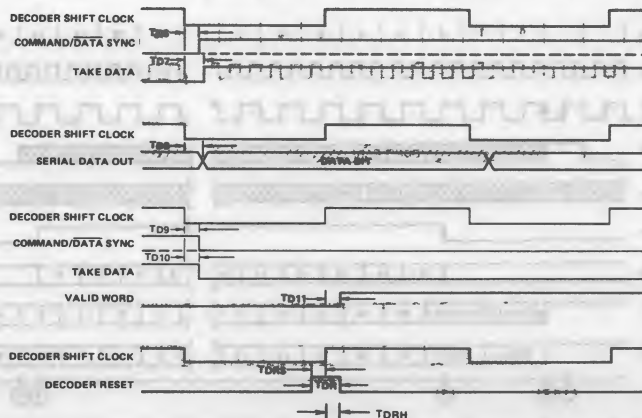 DECODER SHIFT CLOCK
COMMAND/DATA SYNC
TD7
TAKE DATA
DECODER SHIFT CLOCK
SERIAL DATA OUT
DATA BIT
DECODER SHIFT CLOCK
TD9
COMMAND/DATA SYNC
TD10
TAKE DATA
VALID WORD
TD11
DECODER SHIFT CLOCK
TDRS
DECODER RESET
TDR
TDRH